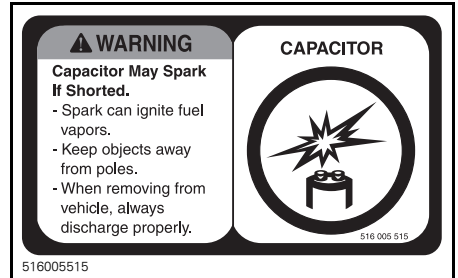 WARNING
Capacitor May Spark
If Shorted.
- Spark can ignite fuel
vapors.
- Keep objects away
from poles.
- When removing from
vehicle, always
discharge properly.
CAPACITOR
516 005 515
516005515